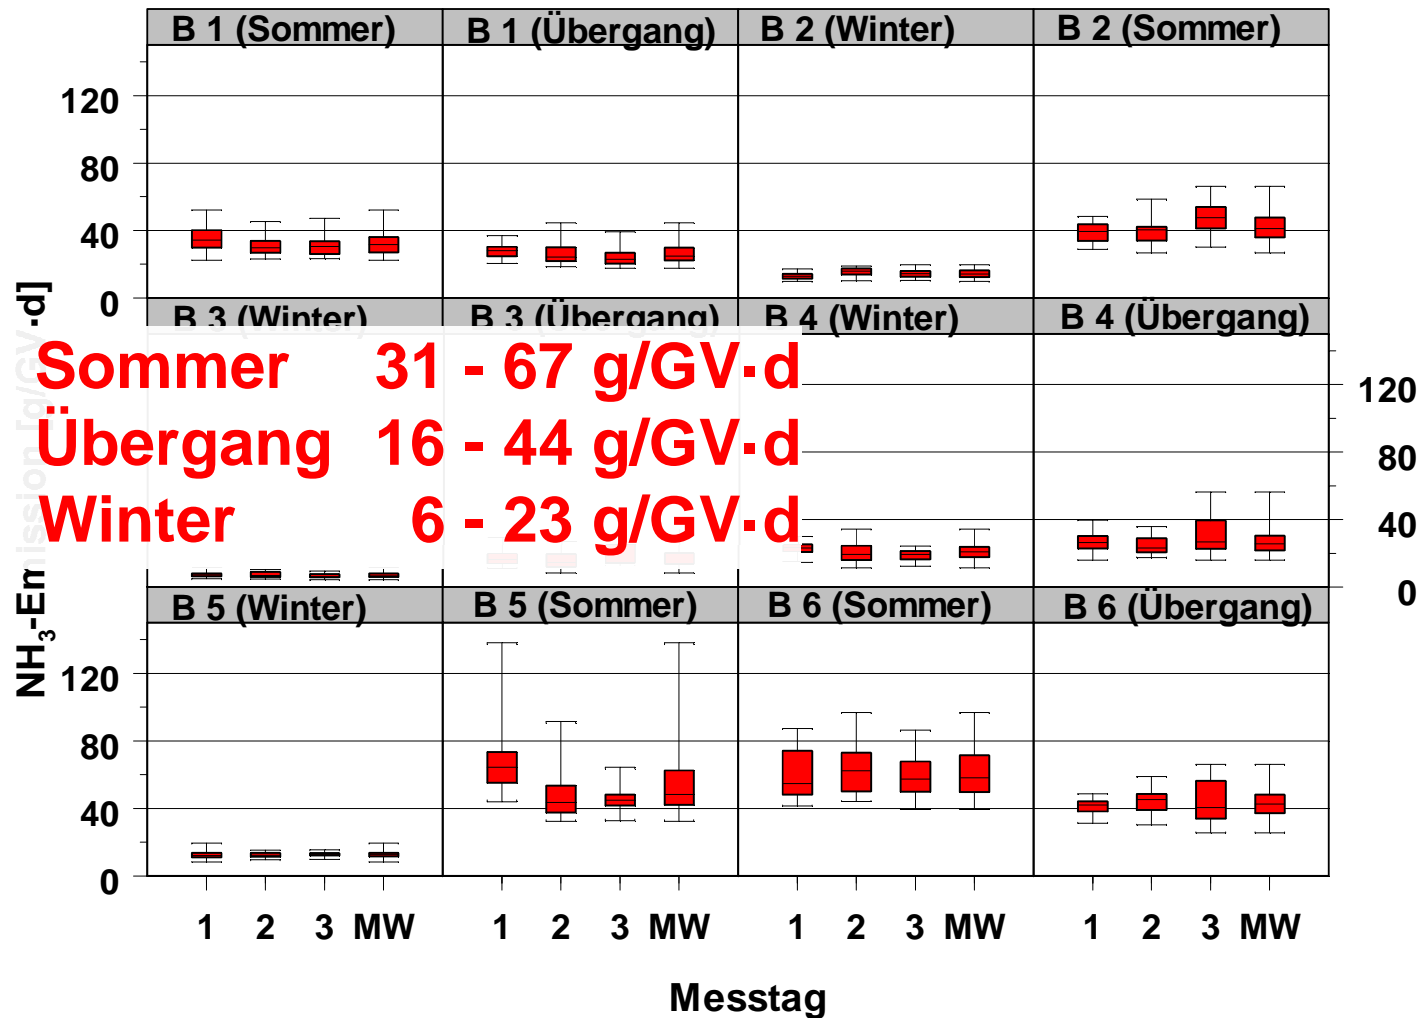 B 1 (Sommer) B 1 (Übergang) B 2 (Winter) B 2 (Sommer)
120
80
40
0
B 3 (Winter) B 3 (Übergang) B 4 (Winter) B 4 (Übergang)
Sommer 31 - 67 g/GV·d
Übergang 16 - 44 g/GV·d
Winter 6 - 23 g/GV·d
120
80
40
0
B 5 (Winter) B 5 (Sommer) B 6 (Sommer) B 6 (Übergang)
120
80
40
0
NH₃-Emission [g/GV·d]
1 2 3 MW 1 2 3 MW 1 2 3 MW 1 2 3 MW
Messtag